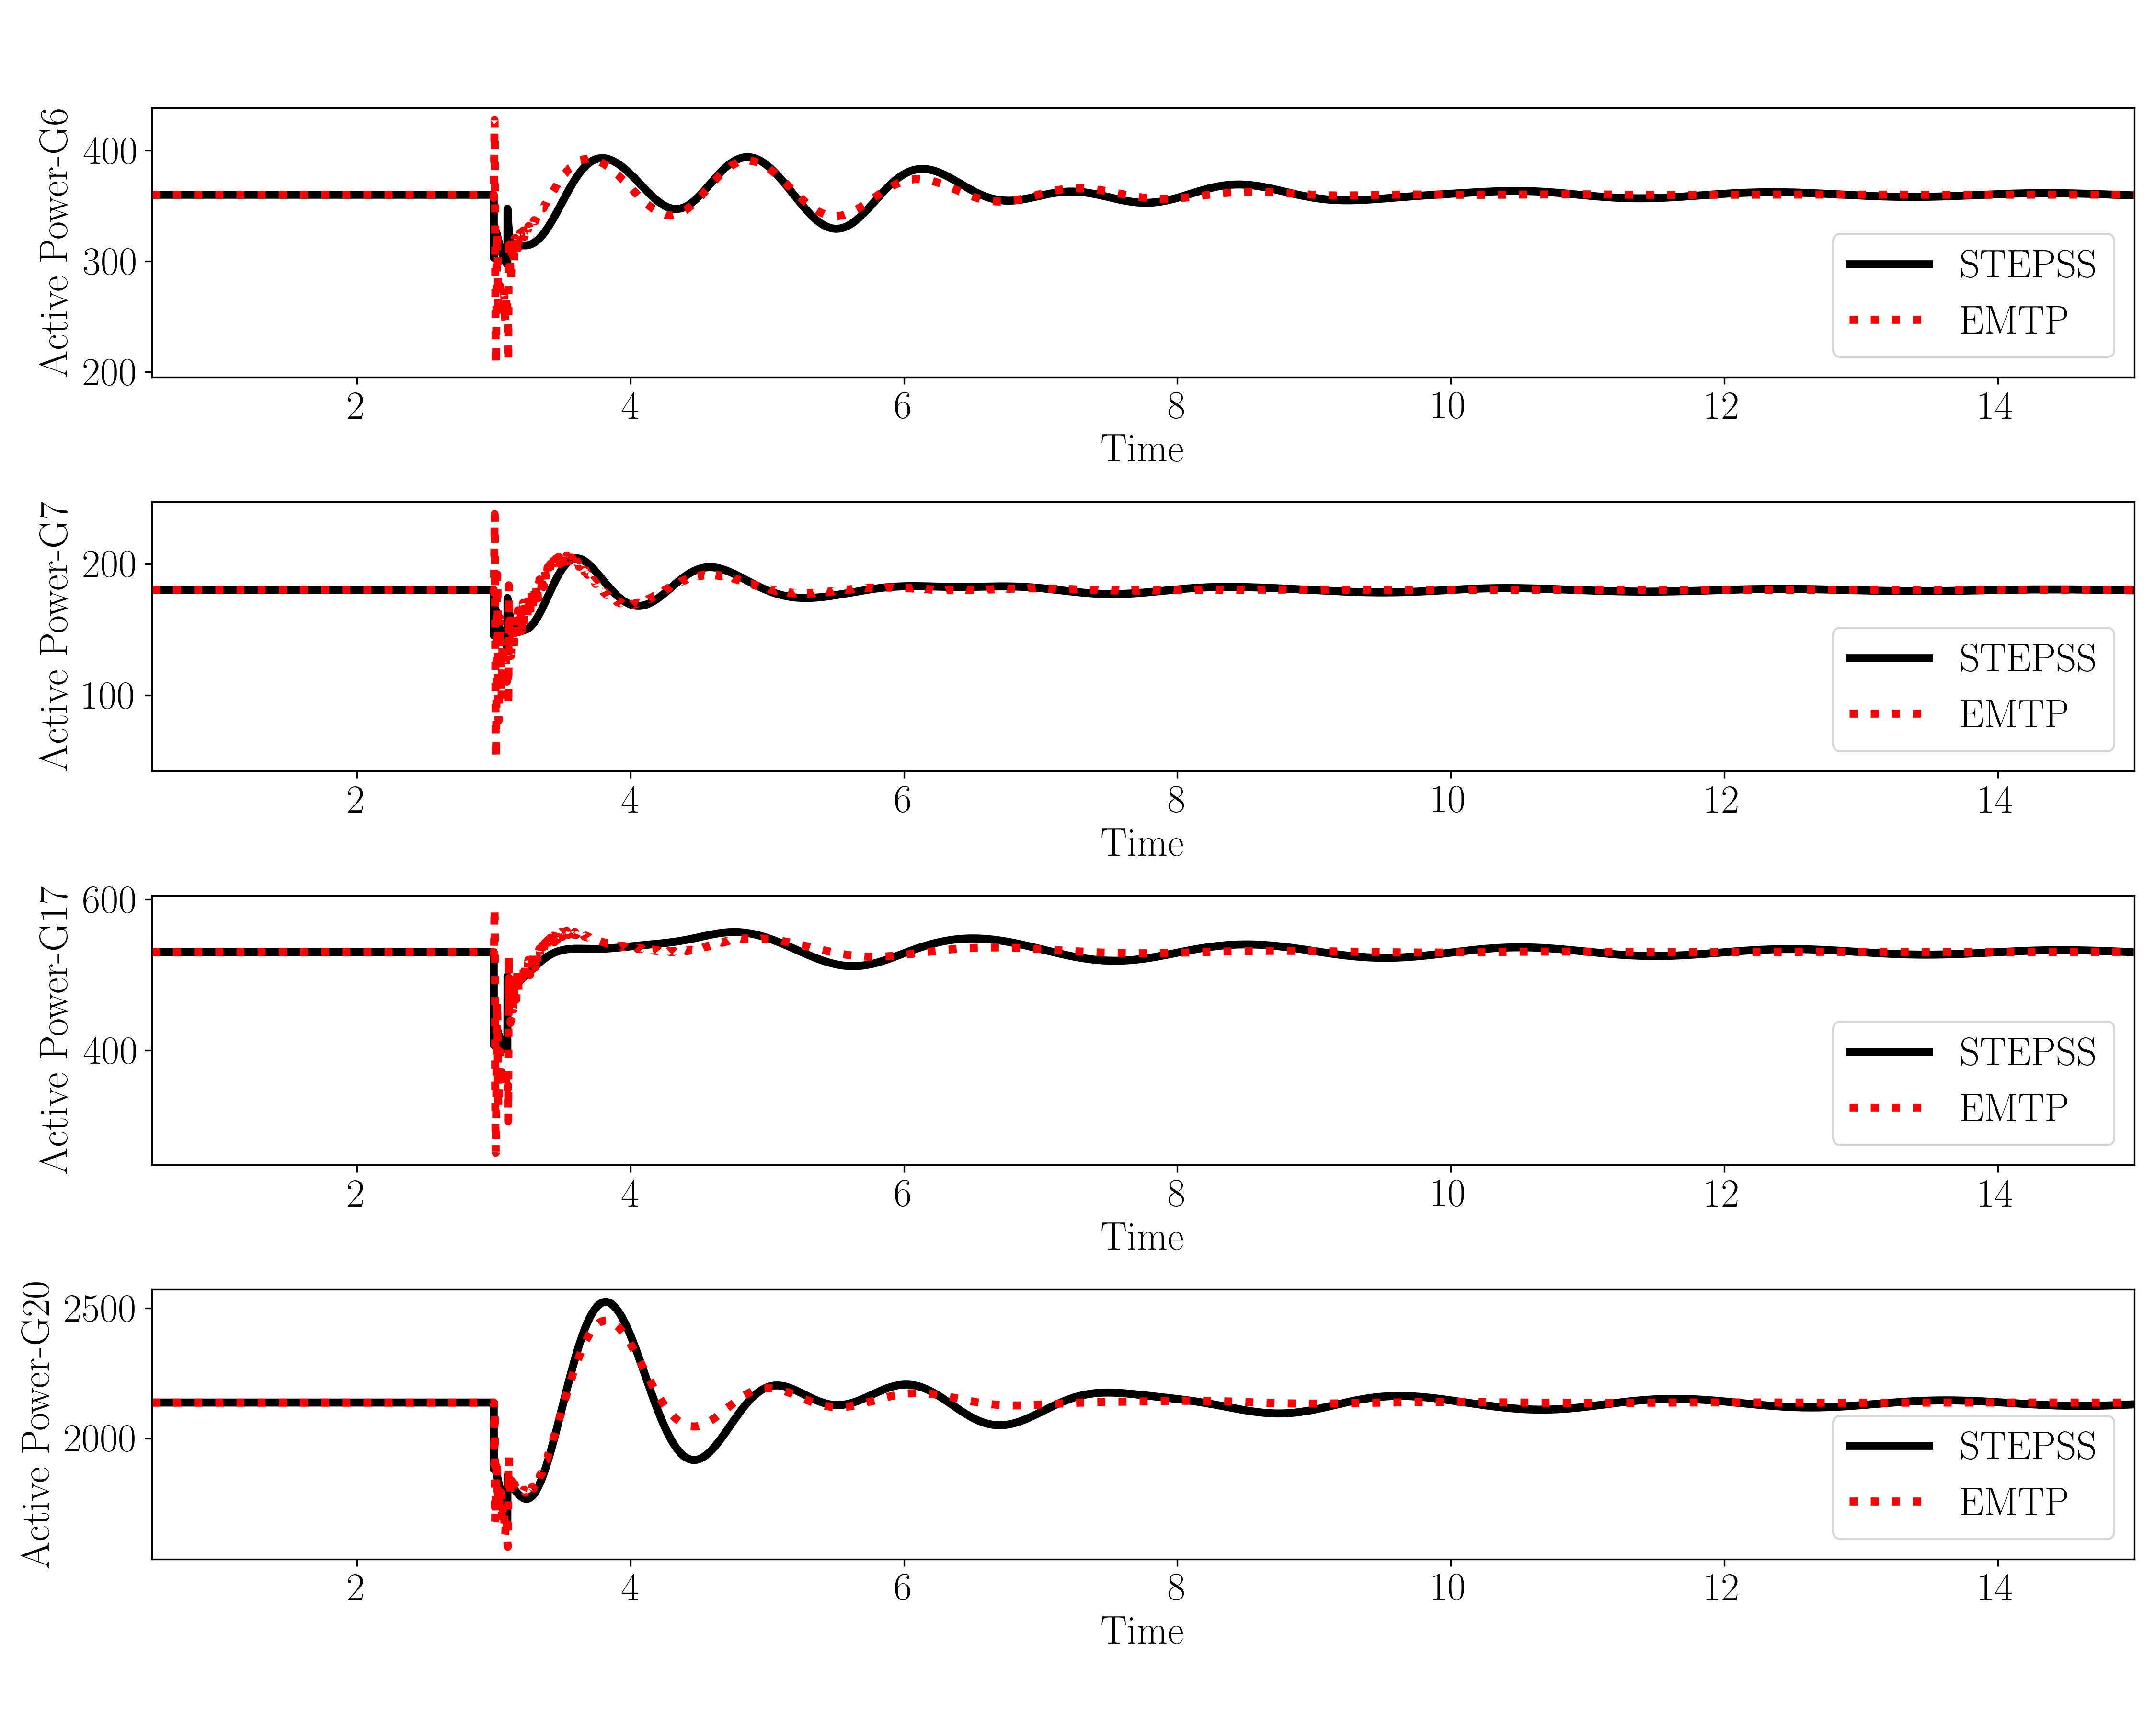 Active Power-G6
400
300
200
2 4 6 8 10 12 14
Time
STEPSS
EMTP
Active Power-G7
200
100
2 4 6 8 10 12 14
Time
STEPSS
EMTP
Active Power-G17
600
400
2 4 6 8 10 12 14
Time
STEPSS
EMTP
Active Power-G20
2500
2000
2 4 6 8 10 12 14
Time
STEPSS
EMTP